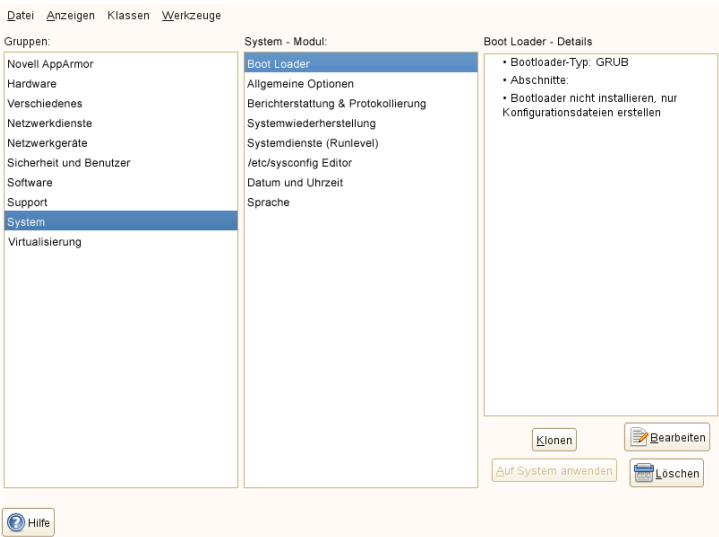 Datei Anzeigen Klassen Werkzeuge
Gruppen:
Novell AppArmor
Hardware
Verschiedenes
Netzwerkdienste
Netzwerkgeräte
Sicherheit und Benutzer
Software
Support
System
Virtualisierung
System - Modul:
Boot Loader
Allgemeine Optionen
Berichterstattung & Protokollierung
Systemwiederherstellung
Systemdienste (Runlevel)
/etc/sysconfig Editor
Datum und Uhrzeit
Sprache
Boot Loader - Details
• Bootloader-Typ: GRUB
• Abschnitte:
• Bootloader nicht installieren, nur
Konfigurationsdateien erstellen
Klonen
Bearbeiten
Auf System anwenden
Löschen
Hilfe